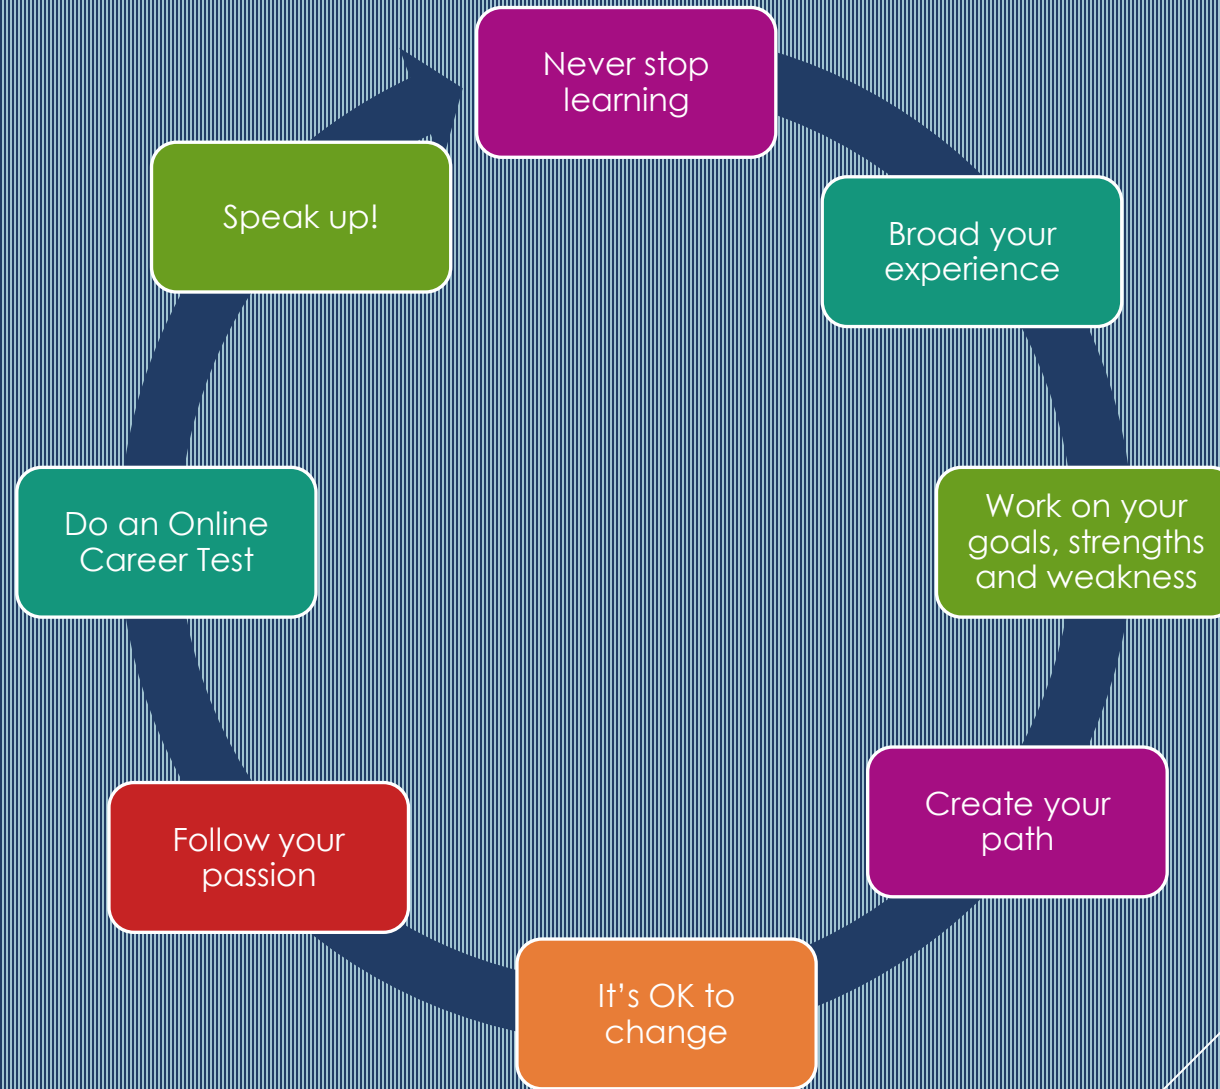 Never stop
learning
Broad your
experience
Work on your
goals, strengths
and weakness
Create your
path
It's OK to
change
Follow your
passion
Do an Online
Career Test
Speak up!